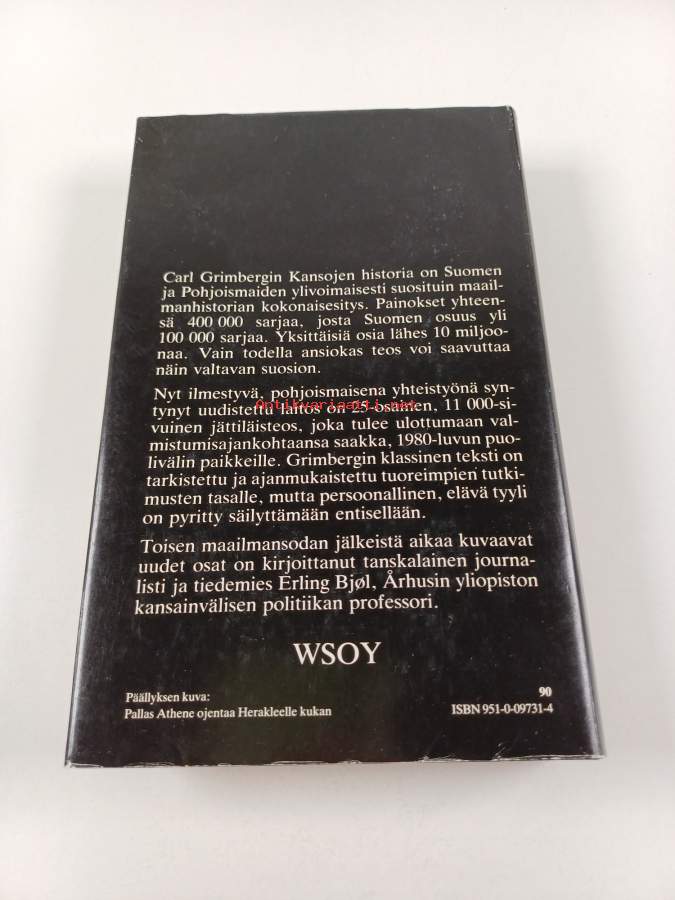 Carl Grimbergin Kansojen historia on Suomen
ja Pohjoismaiden ylivoimaisesti suosituin maail-
manhistorian kokonaisesitys. Painokset yhteen-
sä 400 000 sarjaa, josta Suomen osuus yli
100 000 sarjaa. Yksittäisiä osia lähes 10 miljoo-
naa. Vain todella ansiokas teos voi saavuttaa
näin valtavan suosion.
Nyt ilmestyvä, pohjoismaisena yhteistyönä syn-
tynyt uudistettu laitos on 25-osainen, 11 000-si-
Antikvariaatti.net
vuinen jättiläisteos, joka tulee ulottumaan val-
mistumisajankohtaansa saakka, 1980-luvun puo-
livälin paikkeille. Grimbergin klassinen teksti on
tarkistettu ja ajanmukaistettu tuoreimpien tutki-
musten tasalle, mutta persoonallinen, elävä tyyli
on pyritty säilyttämään entisellään.
Toisen maailmansodan jälkeistä aikaa kuvaavat
uudet osat on kirjoittanut tanskalainen journa-
listi ja tiedemies Erling Bjøl, Århusin yliopiston
kansainvälisen politiikan professori.
WSOY
Päällyksen kuva:
Pallas Athene ojentaa Herakleelle kukan
90
ISBN 951-0-09731-4